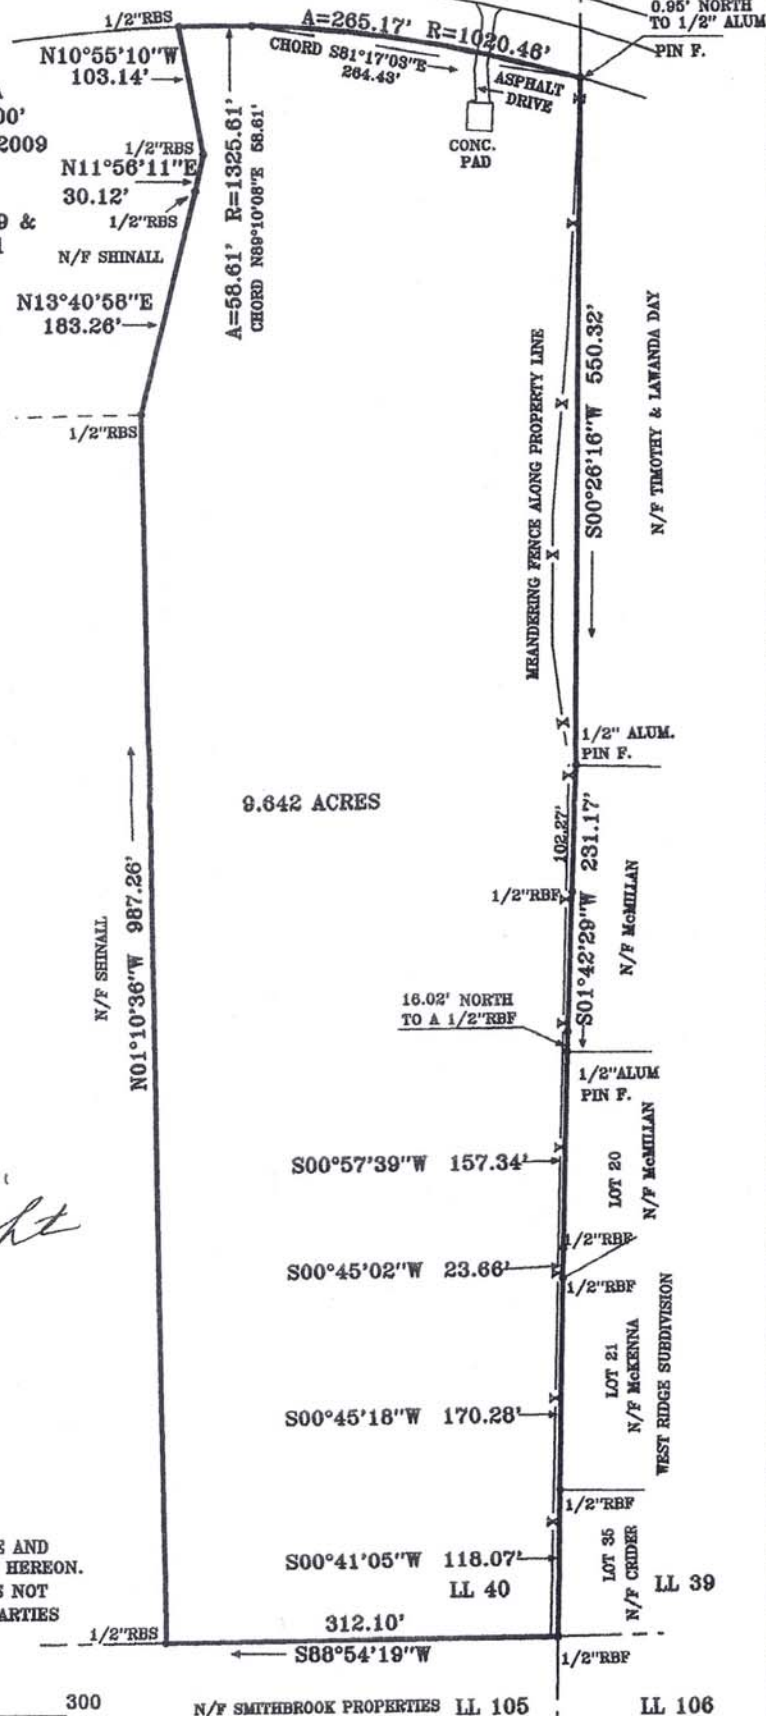 0.95' NORTH
TO 1/2" ALUM
PIN F.
1/2"RBS
A=265.17' R=1020.46'
CHORD S81°17'03"E
264.43'
ASPHALT
DRIVE
CONC.
PAD
N10°55'10"W
103.14'
00'
2009
1/2"RBS
N11°56'11"E
30.12'
9 &
1/2"RBS
N/F SHINALL
N13°40'58"E
183.26'
1/2"RBS
A=58.61' R=1325.61'
CHORD N89°10'08"E 58.61'
MEANDERING FENCE ALONG PROPERTY LINE
S00°26'16"W 550.32'
N/F TIMOTHY & LAWANDA DAY
1/2" ALUM.
PIN F.
9.642 ACRES
102.27'
1/2"RBF
S01°42'29"W 231.17'
N/F McMILLAN
N/F SHINALL
N01°10'36"W 987.26'
16.02' NORTH
TO A 1/2"RBF
1/2"ALUM
PIN F.
S00°57'39"W 157.34'
LOT 20
N/F McMILLAN
1/2"RBF
S00°45'02"W 23.66'
1/2"RBF
S00°45'18"W 170.28'
LOT 21
N/F McKENNA
WEST RIDGE SUBDIVISION
1/2"RBF
E AND
HEREON.
S NOT
ARTIES
S00°41'05"W 118.07'
LL 40
LOT 35
N/F CRIDER
LL 39
312.10'
1/2"RBS
S88°54'19"W
1/2"RBF
300
N/F SMITHBROOK PROPERTIES LL 105
LL 106